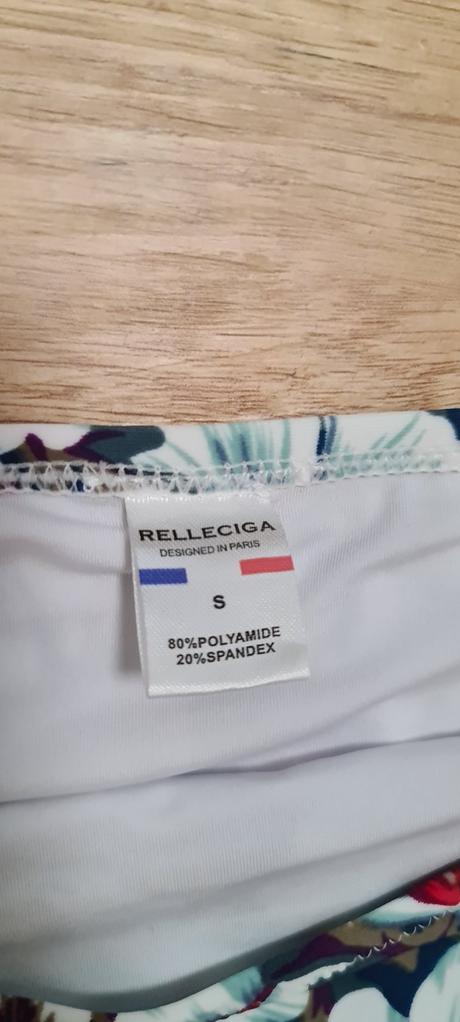 RELLECIGA
DESIGNED IN PARIS
S
80%POLYAMIDE
20%SPANDEX